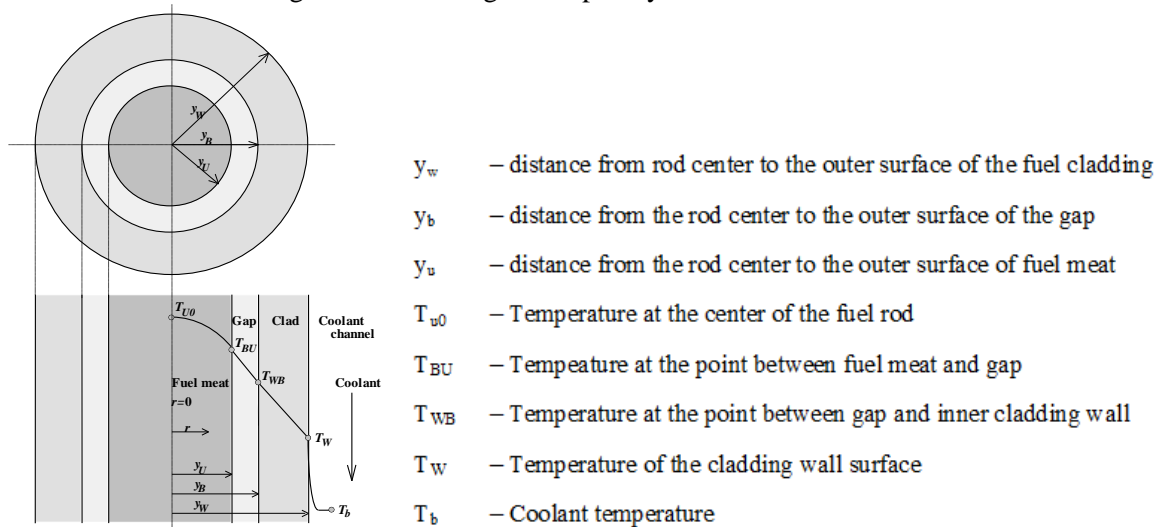 y_W
y_B
y_U
T_U0
Gap Clad Coolant
channel
T_BU
T_WB
Fuel meat
Coolant
r=0
r
T_W
y_U
y_B
y_W
T_b
y_w – distance from rod center to the outer surface of the fuel cladding
y_b – distance from the rod center to the outer surface of the gap
y_u – distance from the rod center to the outer surface of fuel meat
T_u0 – Temperature at the center of the fuel rod
T_BU – Tempeature at the point between fuel meat and gap
T_WB – Temperature at the point between gap and inner cladding wall
T_W – Temperature of the cladding wall surface
T_b – Coolant temperature